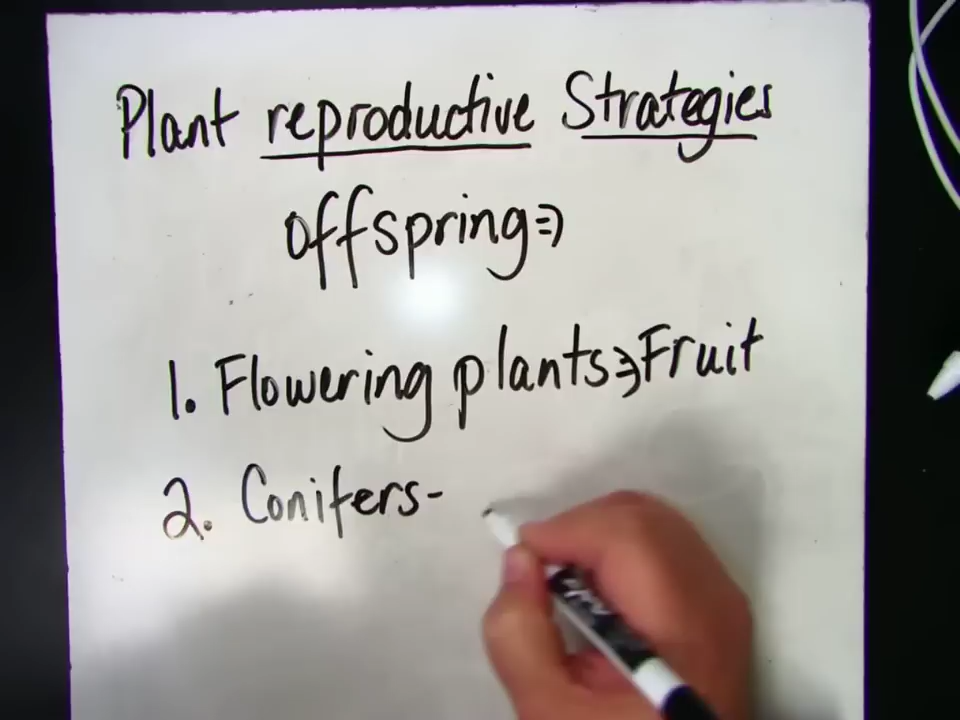 Plant reproductive Strategies
offspring⇒
1. Flowering plants⇒Fruit
2. Conifers-